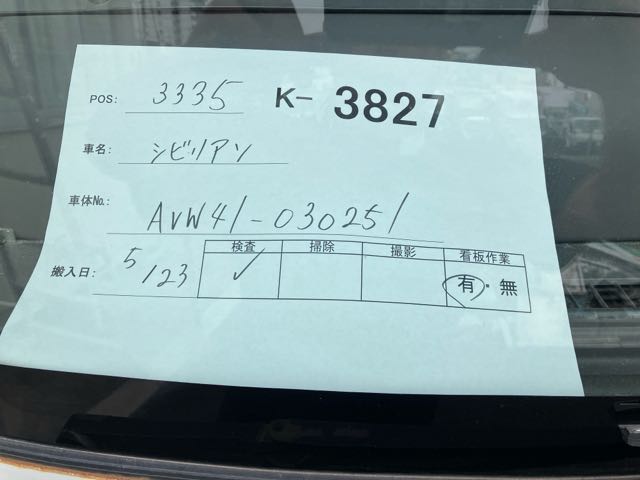 POS: 3335 K- 3827
車名: シビリアン
車体No.: AVW41-030251
搬入日: 5/23
検査 掃除 撮影 看板作業
✓ 有・無